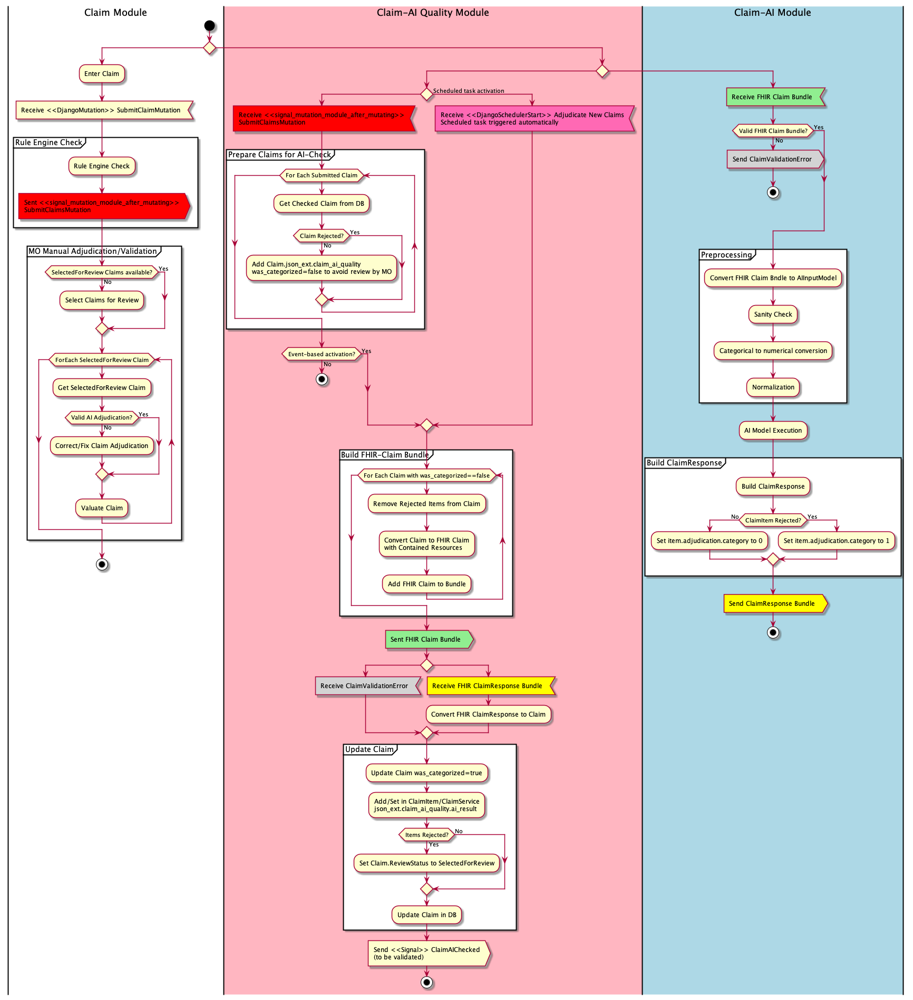 Claim Module
Claim-AI Quality Module
Claim-AI Module
Enter Claim
Receive <<DjangoMutation>> SubmitClaimMutation
Rule Engine Check
Rule Engine Check
Sent <<signal_mutation_module_after_mutating>>
SubmitClaimsMutation
MO Manual Adjudication/Validation
SelectedForReview Claims available?
Yes
No
Select Claims for Review
ForEach SelectedForReview Claim
Get SelectedForReview Claim
Valid AI Adjudication?
Yes
No
Correct/Fix Claim Adjudication
Valuate Claim
Scheduled task activation
Receive <<signal_mutation_module_after_mutating>>
SubmitClaimsMutation
Receive <<DjangoSchedulerStart>> Adjudicate New Claims
Scheduled task triggered automatically
Prepare Claims for AI-Check
For Each Submitted Claim
Get Checked Claim from DB
Claim Rejected?
Yes
No
Add Claim.json_ext.claim_ai_quality
was_categorized=false to avoid review by MO
Event-based activation?
Yes
No
Build FHIR-Claim Bundle
For Each Claim with was_categorized==false
Remove Rejected Items from Claim
Convert Claim to FHIR Claim
with Contained Resources
Add FHIR Claim to Bundle
Sent FHIR Claim Bundle
Receive ClaimValidationError
Receive FHIR ClaimResponse Bundle
Convert FHIR ClaimResponse to Claim
Update Claim
Update Claim was_categorized=true
Add/Set in ClaimItem/ClaimService
json_ext.claim_ai_quality.ai_result
Items Rejected?
No
Yes
Set Claim.ReviewStatus to SelectedForReview
Update Claim in DB
Send <<Signal>> ClaimAIChecked
(to be validated)
Receive FHIR Claim Bundle
Valid FHIR Claim Bundle?
Yes
No
Send ClaimValidationError
Preprocessing
Convert FHIR Claim Bndle to AIInputModel
Sanity Check
Categorical to numerical conversion
Normalization
AI Model Execution
Build ClaimResponse
Build ClaimResponse
No
ClaimItem Rejected?
Yes
Set item.adjudication.category to 0
Set item.adjudication.category to 1
Send ClaimResponse Bundle